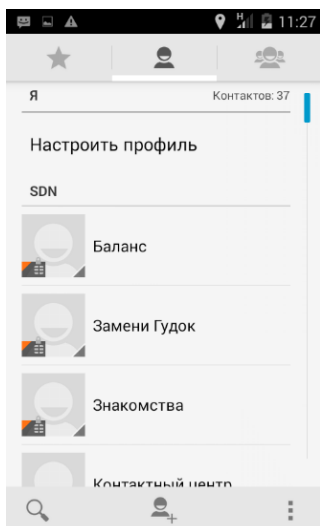 11:27
Я Контактов: 37
Настроить профиль
SDN
Баланс
Замени Гудок
Знакомства
Контактный центр